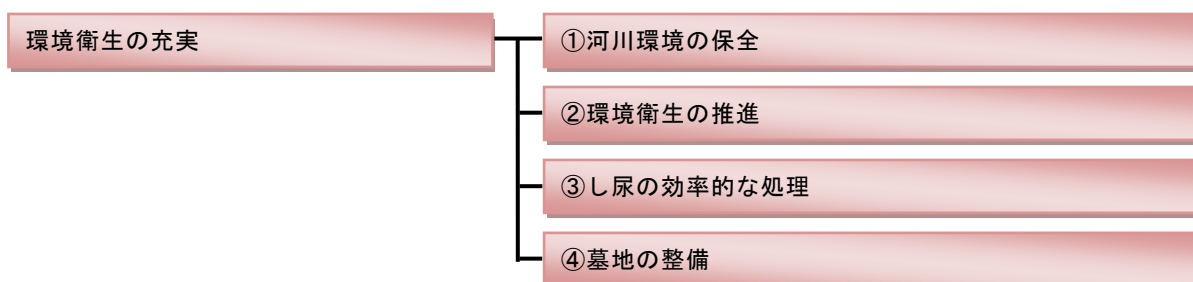 環境衛生の充実
①河川環境の保全
②環境衛生の推進
③し尿の効率的な処理
④墓地の整備